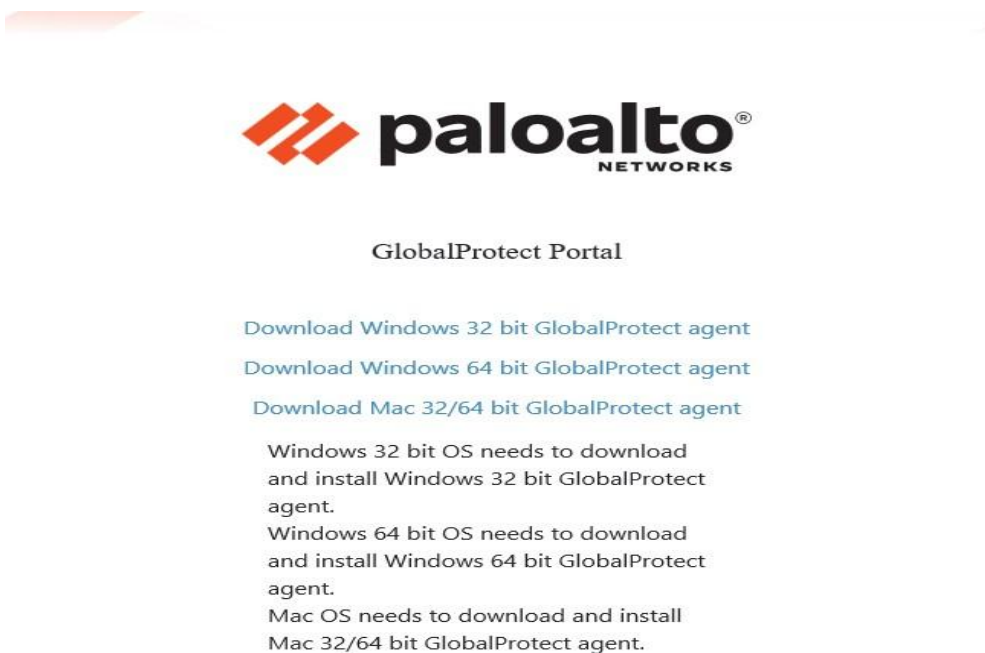 paloalto®
NETWORKS
GlobalProtect Portal
Download Windows 32 bit GlobalProtect agent
Download Windows 64 bit GlobalProtect agent
Download Mac 32/64 bit GlobalProtect agent
Windows 32 bit OS needs to download
and install Windows 32 bit GlobalProtect
agent.
Windows 64 bit OS needs to download
and install Windows 64 bit GlobalProtect
agent.
Mac OS needs to download and install
Mac 32/64 bit GlobalProtect agent.